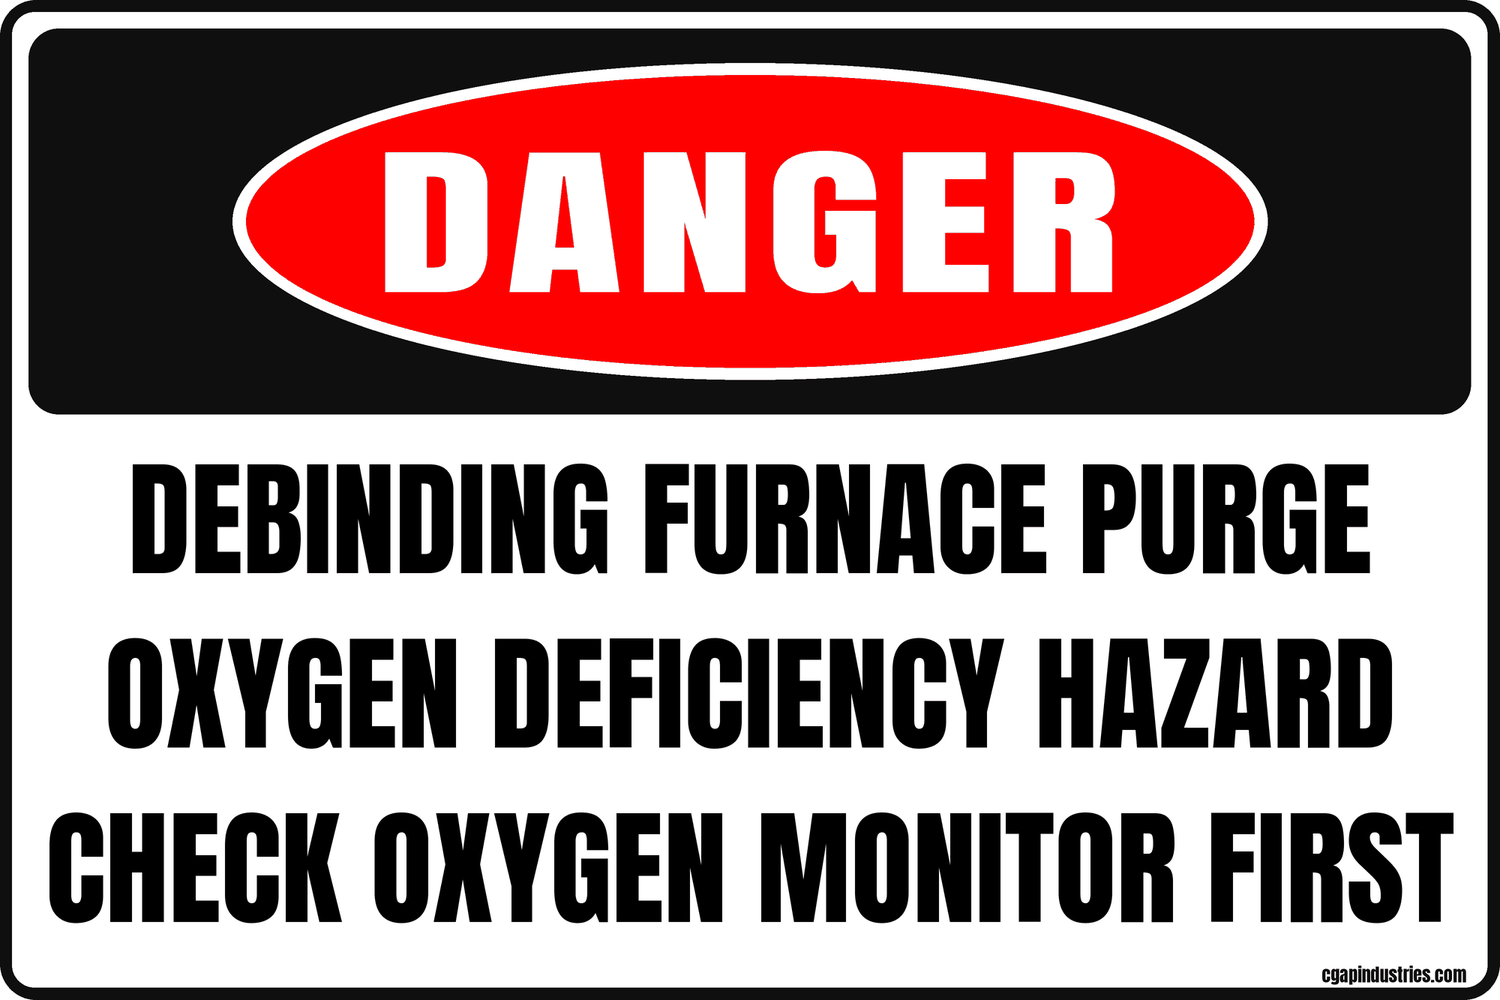 DANGER
DEBINDING FURNACE PURGE
OXYGEN DEFICIENCY HAZARD
CHECK OXYGEN MONITOR FIRST
cgapindustries.com